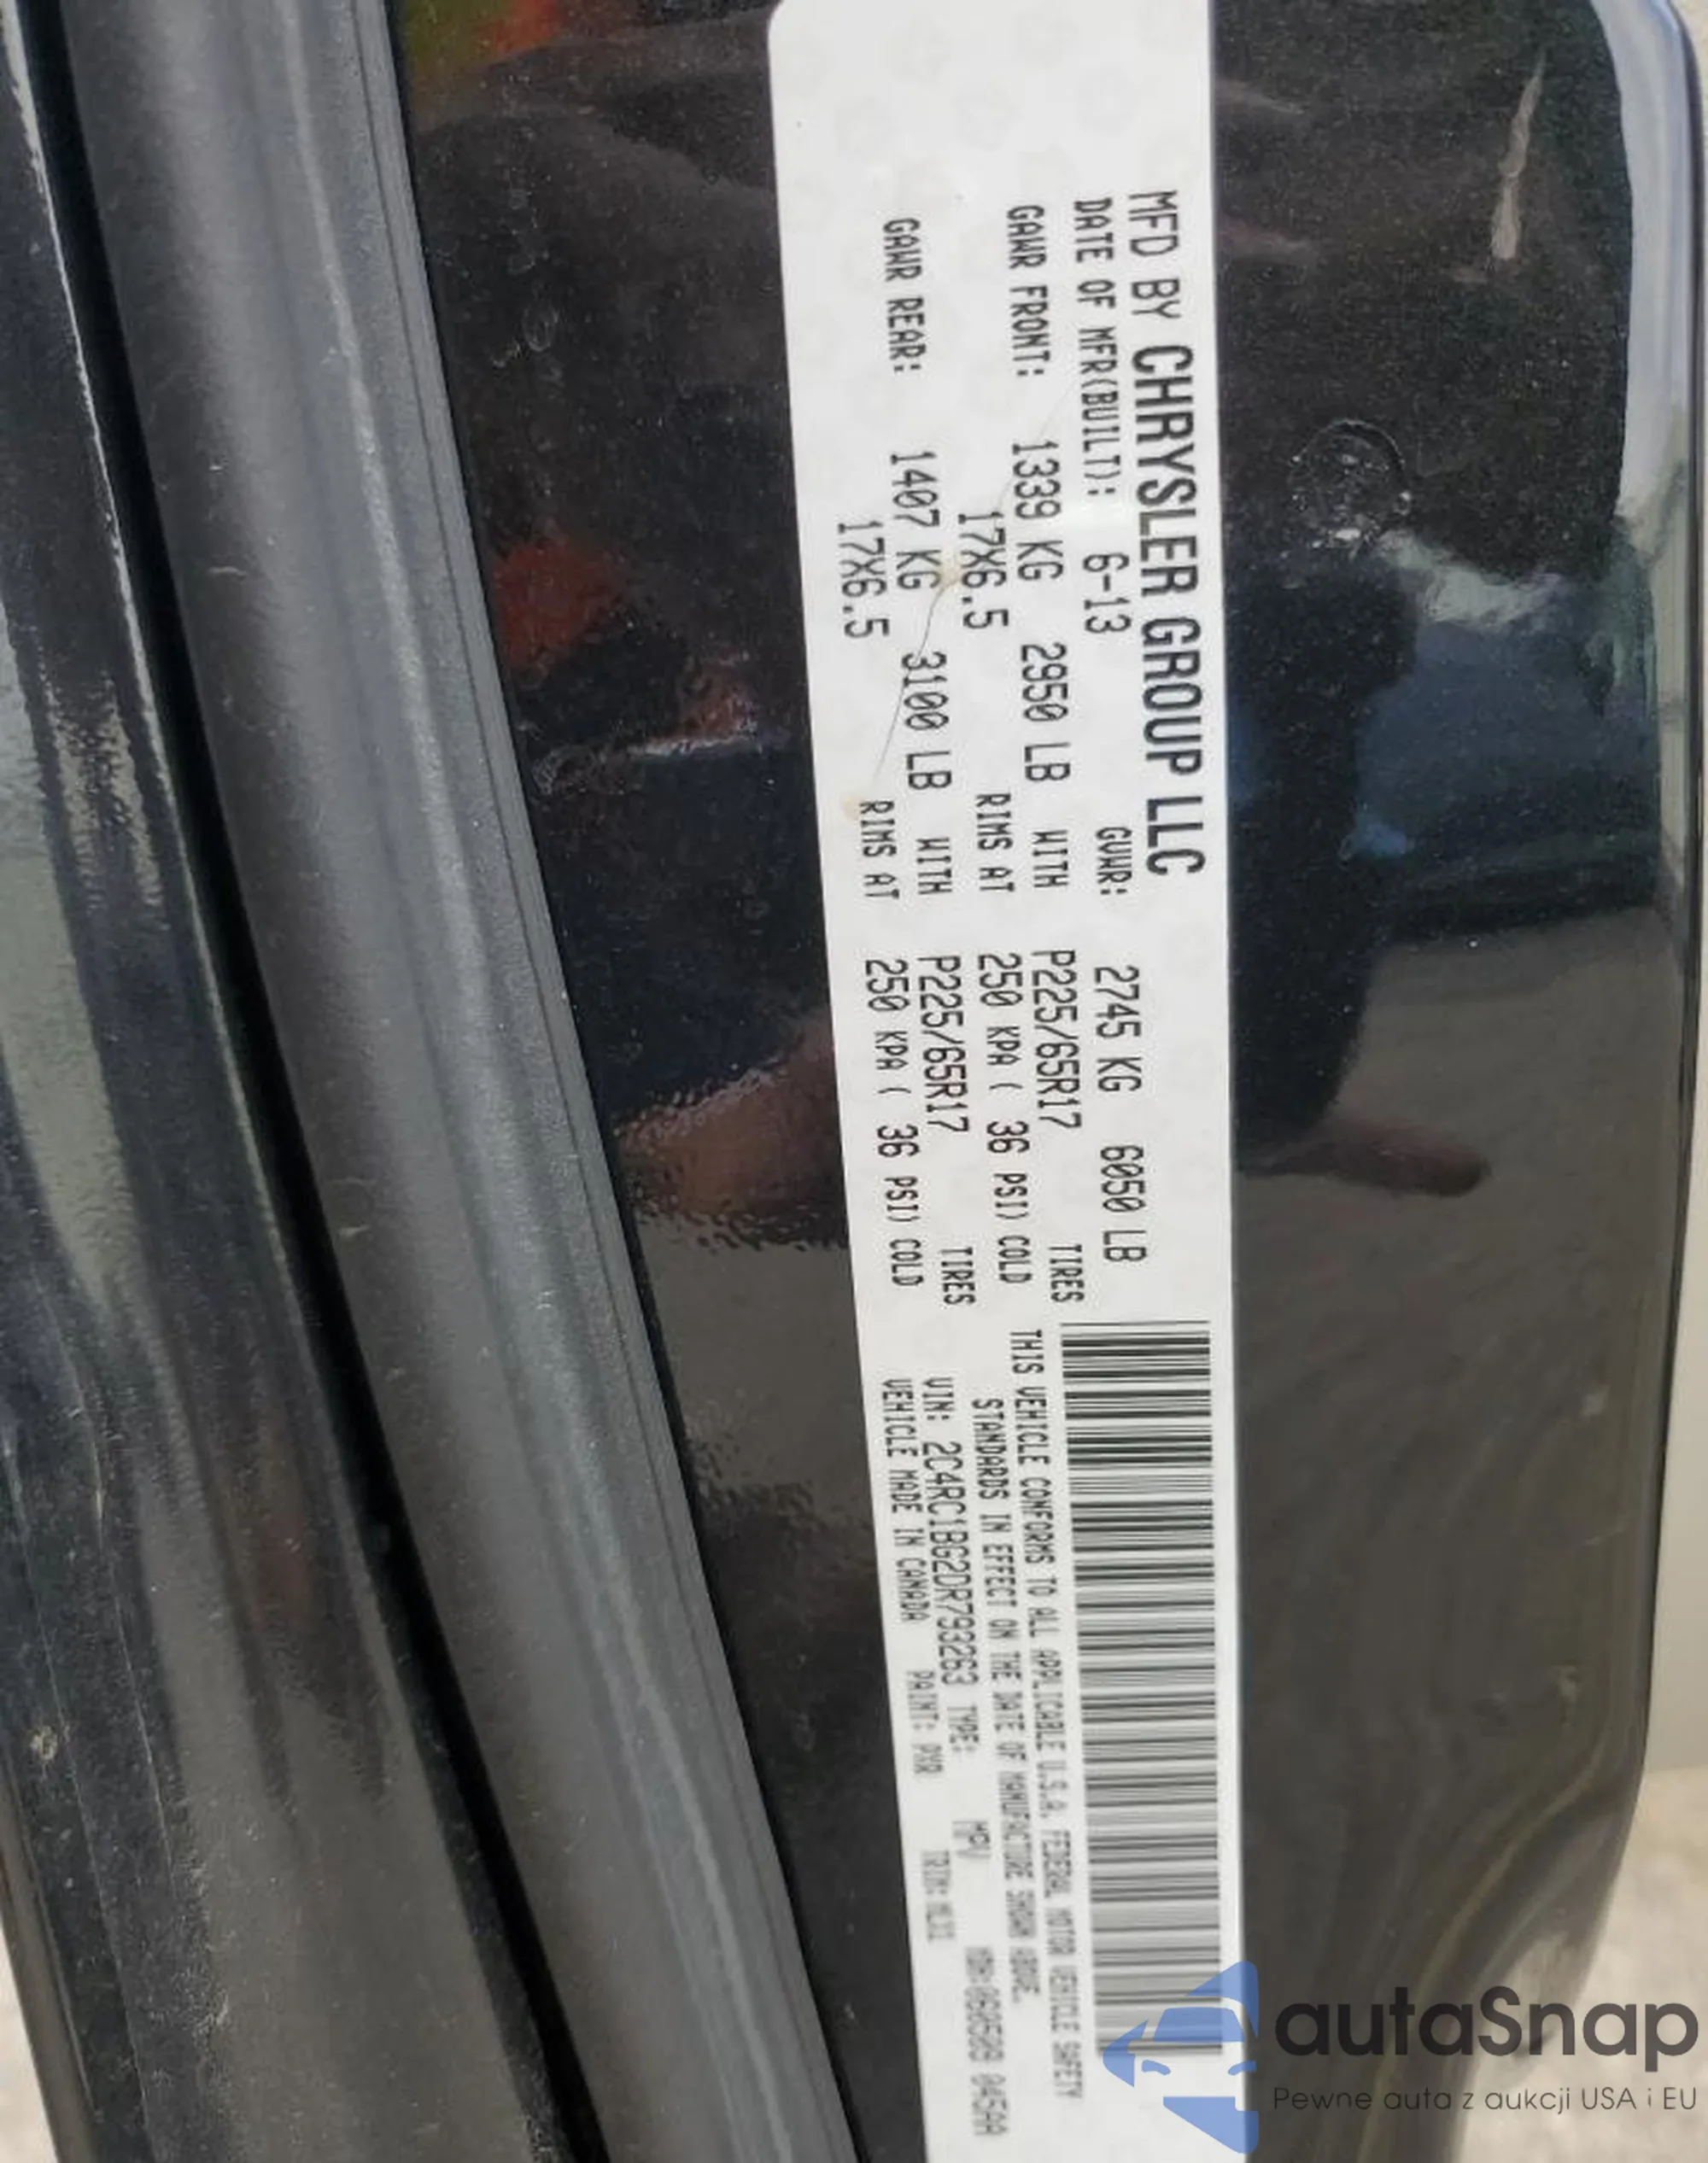 MFD BY CHRYSLER GROUP LLC
DATE OF MFR(BUILT): 6-13 GVWR: 2745 KG 6050 LB
GAWR FRONT: 1339 KG 2950 LB WITH P225/65R17 TIRES
17X6.5 RIMS AT 250 KPA ( 36 PSI) COLD
GAWR REAR: 1407 KG 3100 LB WITH P225/65R17 TIRES
17X6.5 RIMS AT 250 KPA ( 36 PSI) COLD
THIS VEHICLE CONFORMS TO ALL APPLICABLE U.S.A. FEDERAL MOTOR VEHICLE SAFETY
STANDARDS IN EFFECT ON THE DATE OF MANUFACTURE SHOWN ABOVE.
VIN: 2C4RC1BG2DR793263 TYPE: MPV MDH:060509 045AA
VEHICLE MADE IN CANADA PAINT: PXR TRIM:
autaSnap
Pewne auta z aukcji USA i EU